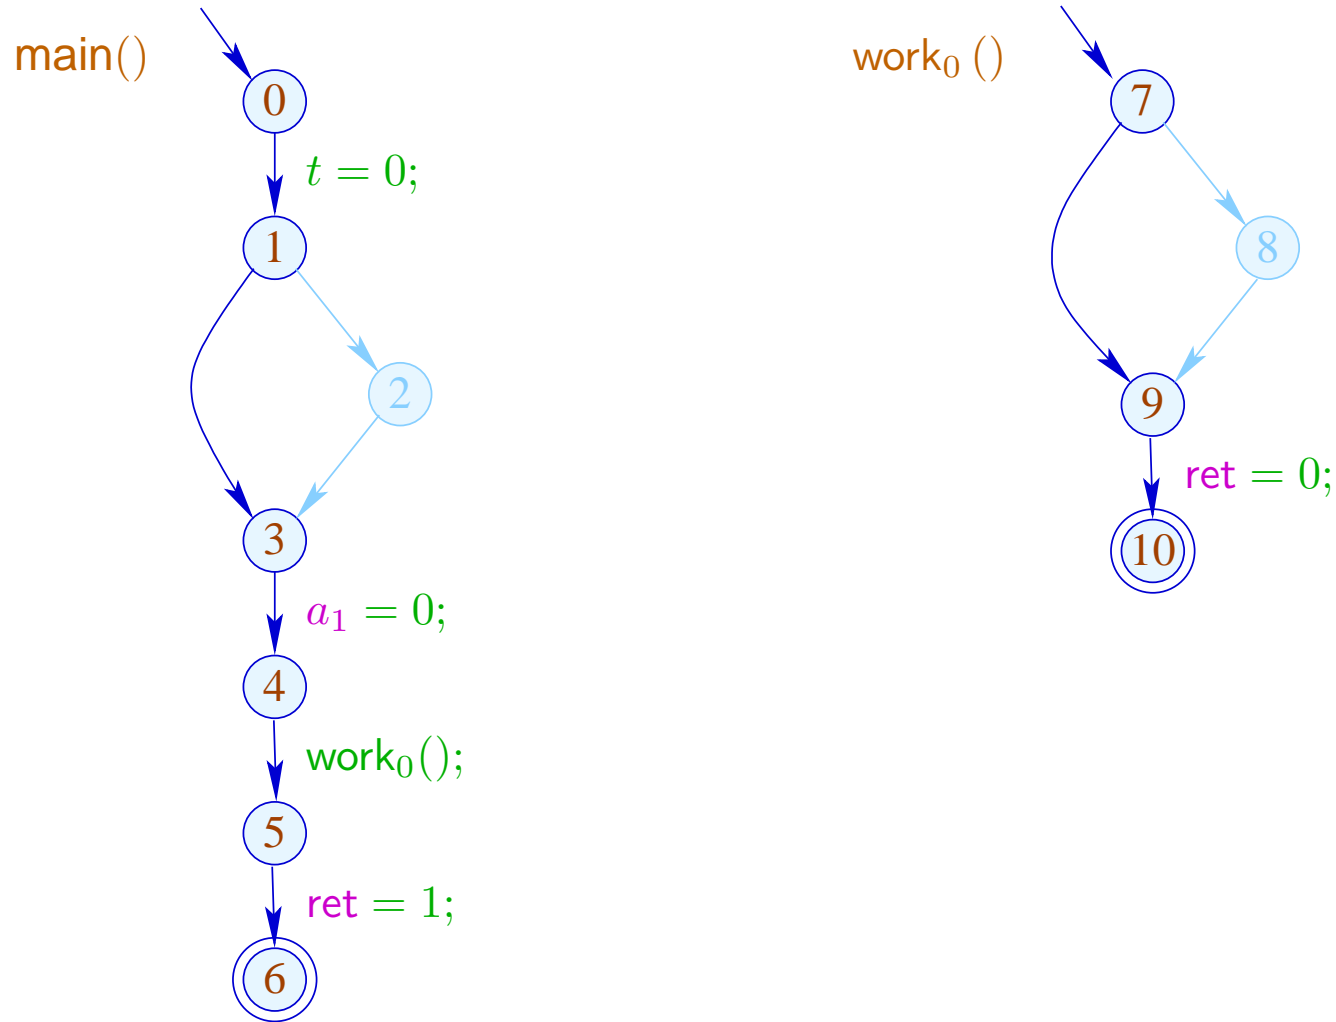 main()
0
t = 0;
1
2
3
a₁ = 0;
4
work₀();
5
ret = 1;
6
work₀ ()
7
8
9
ret = 0;
10